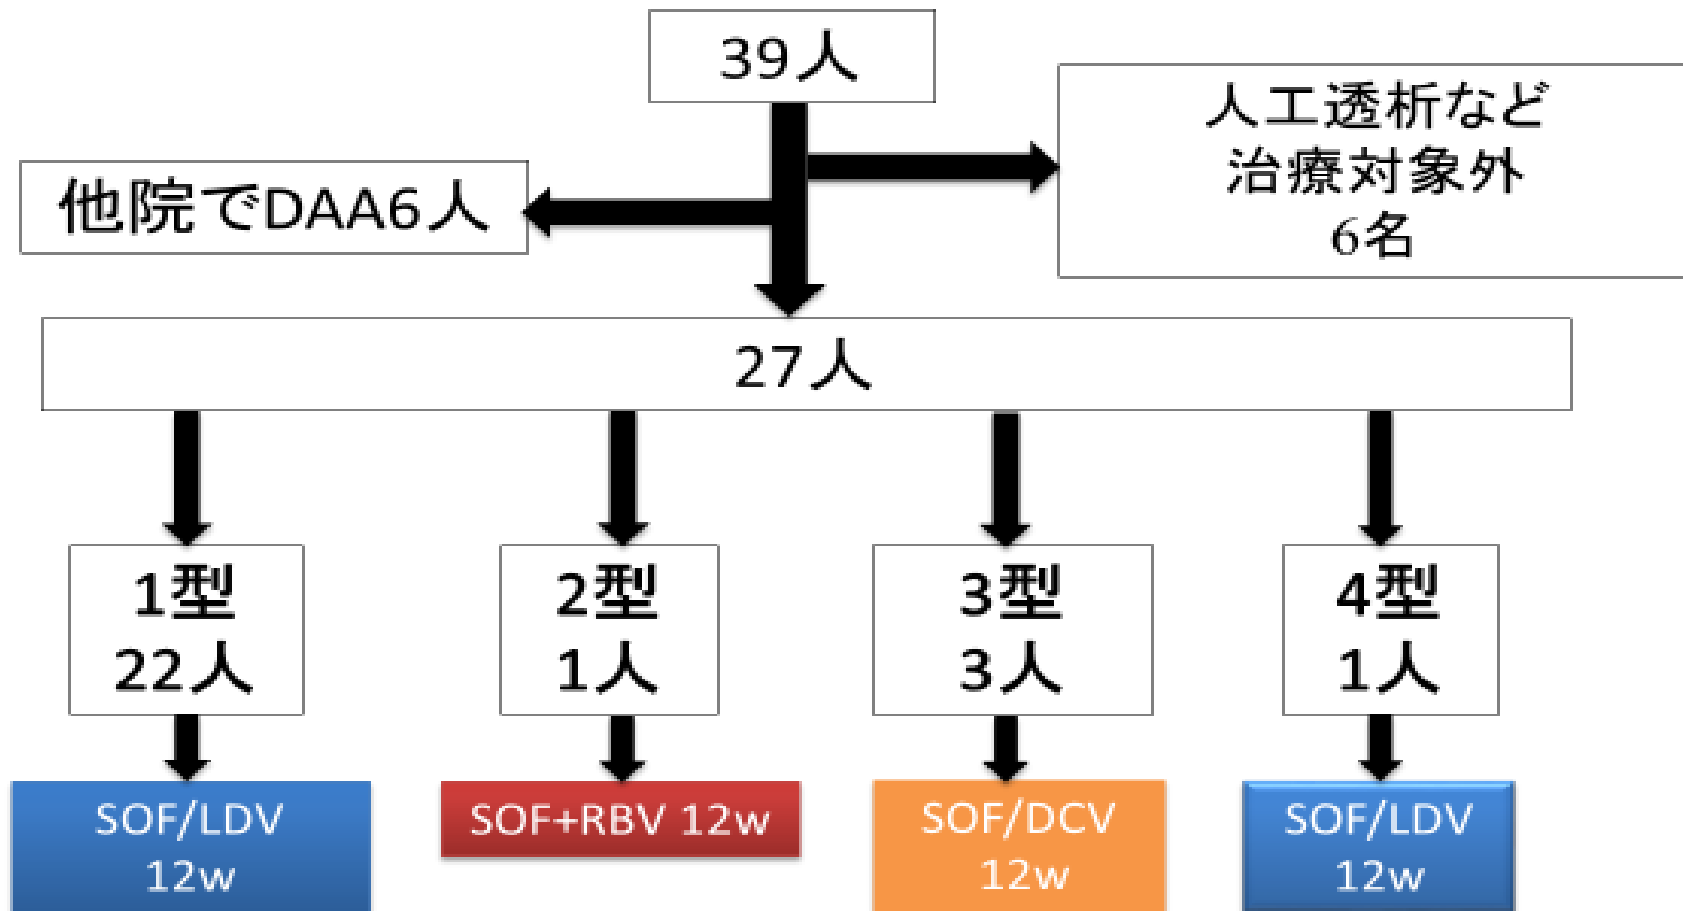 39人
人工透析など
治療対象外
6名
他院でDAA6人
27人
1型
22人
2型
1人
3型
3人
4型
1人
SOF/LDV
12w
SOF+RBV 12w
SOF/DCV
12w
SOF/LDV
12w